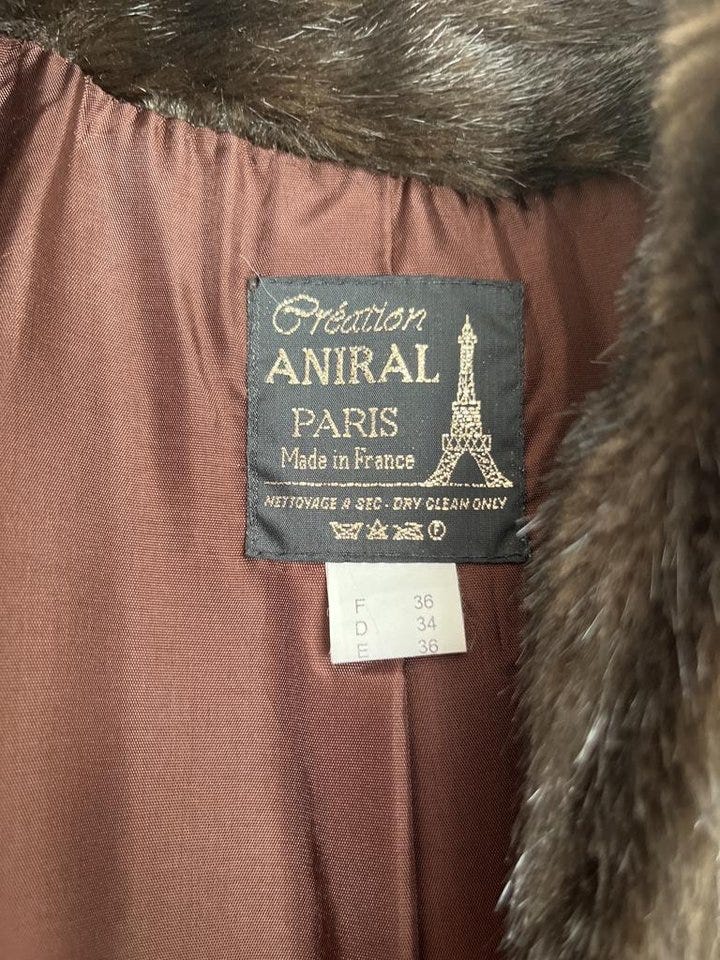 Création
ANIRAL
PARIS
Made in France
NETTOYAGE A SEC - DRY CLEAN ONLY
F
F 36
D 34
E 36